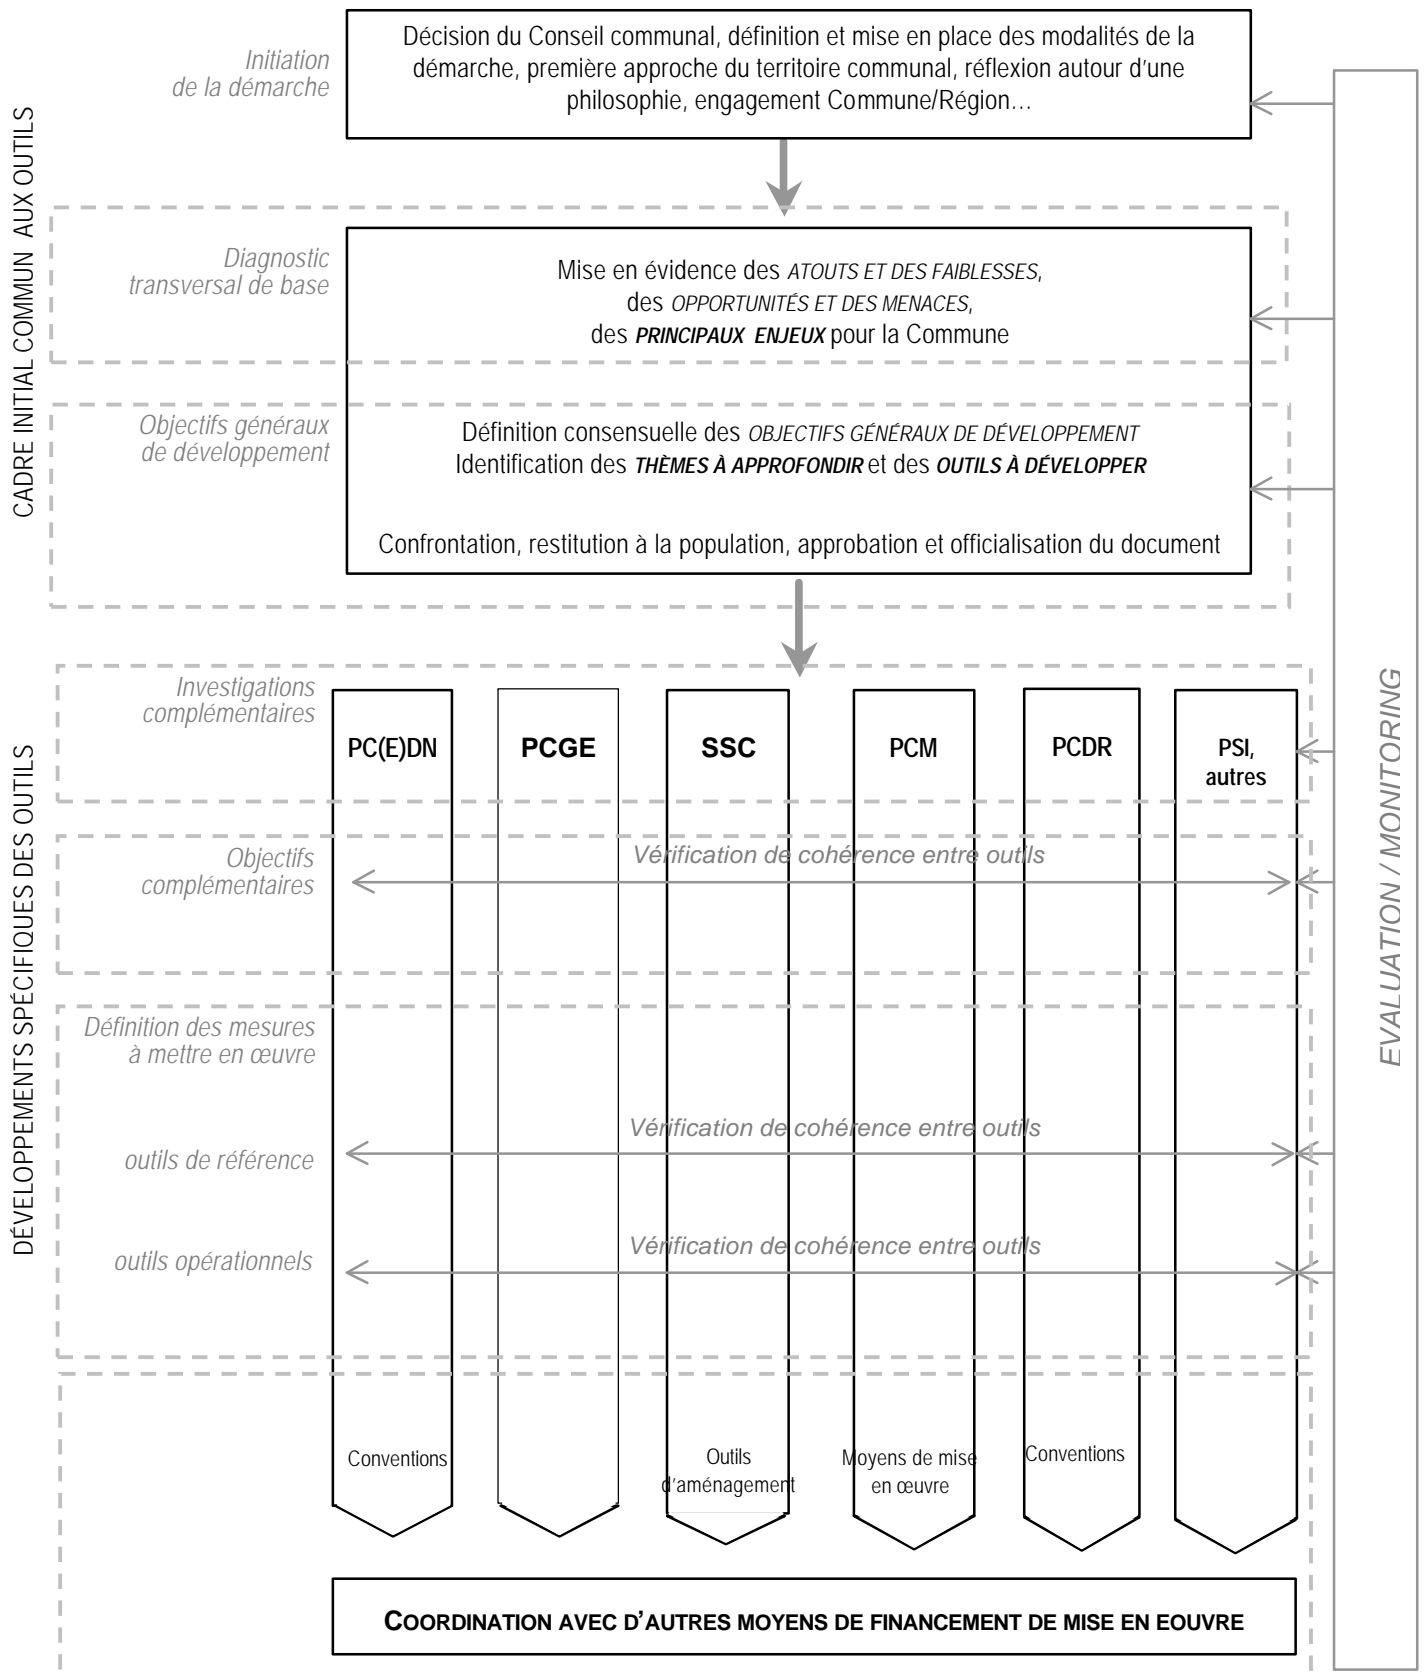 Initiation
de la démarche
Décision du Conseil communal, définition et mise en place des modalités de la
démarche, première approche du territoire communal, réflexion autour d'une
philosophie, engagement Commune/Région…
CADRE INITIAL COMMUN AUX OUTILS
Diagnostic
transversal de base
Mise en évidence des ATOUTS ET DES FAIBLESSES,
des OPPORTUNITÉS ET DES MENACES,
des PRINCIPAUX ENJEUX pour la Commune
Objectifs généraux
de développement
Définition consensuelle des OBJECTIFS GÉNÉRAUX DE DÉVELOPPEMENT
Identification des THÈMES À APPROFONDIR et des OUTILS À DÉVELOPPER
Confrontation, restitution à la population, approbation et officialisation du document
EVALUATION / MONITORING
DÉVELOPPEMENTS SPÉCIFIQUES DES OUTILS
Investigations
complémentaires
PC(E)DN
PCGE
SSC
PCM
PCDR
PSI,
autres
Objectifs
complémentaires
Vérification de cohérence entre outils
Définition des mesures
à mettre en œuvre
outils de référence
Vérification de cohérence entre outils
outils opérationnels
Vérification de cohérence entre outils
Conventions
Outils
d'aménagement
Moyens de mise
en œuvre
Conventions
COORDINATION AVEC D'AUTRES MOYENS DE FINANCEMENT DE MISE EN EOUVRE